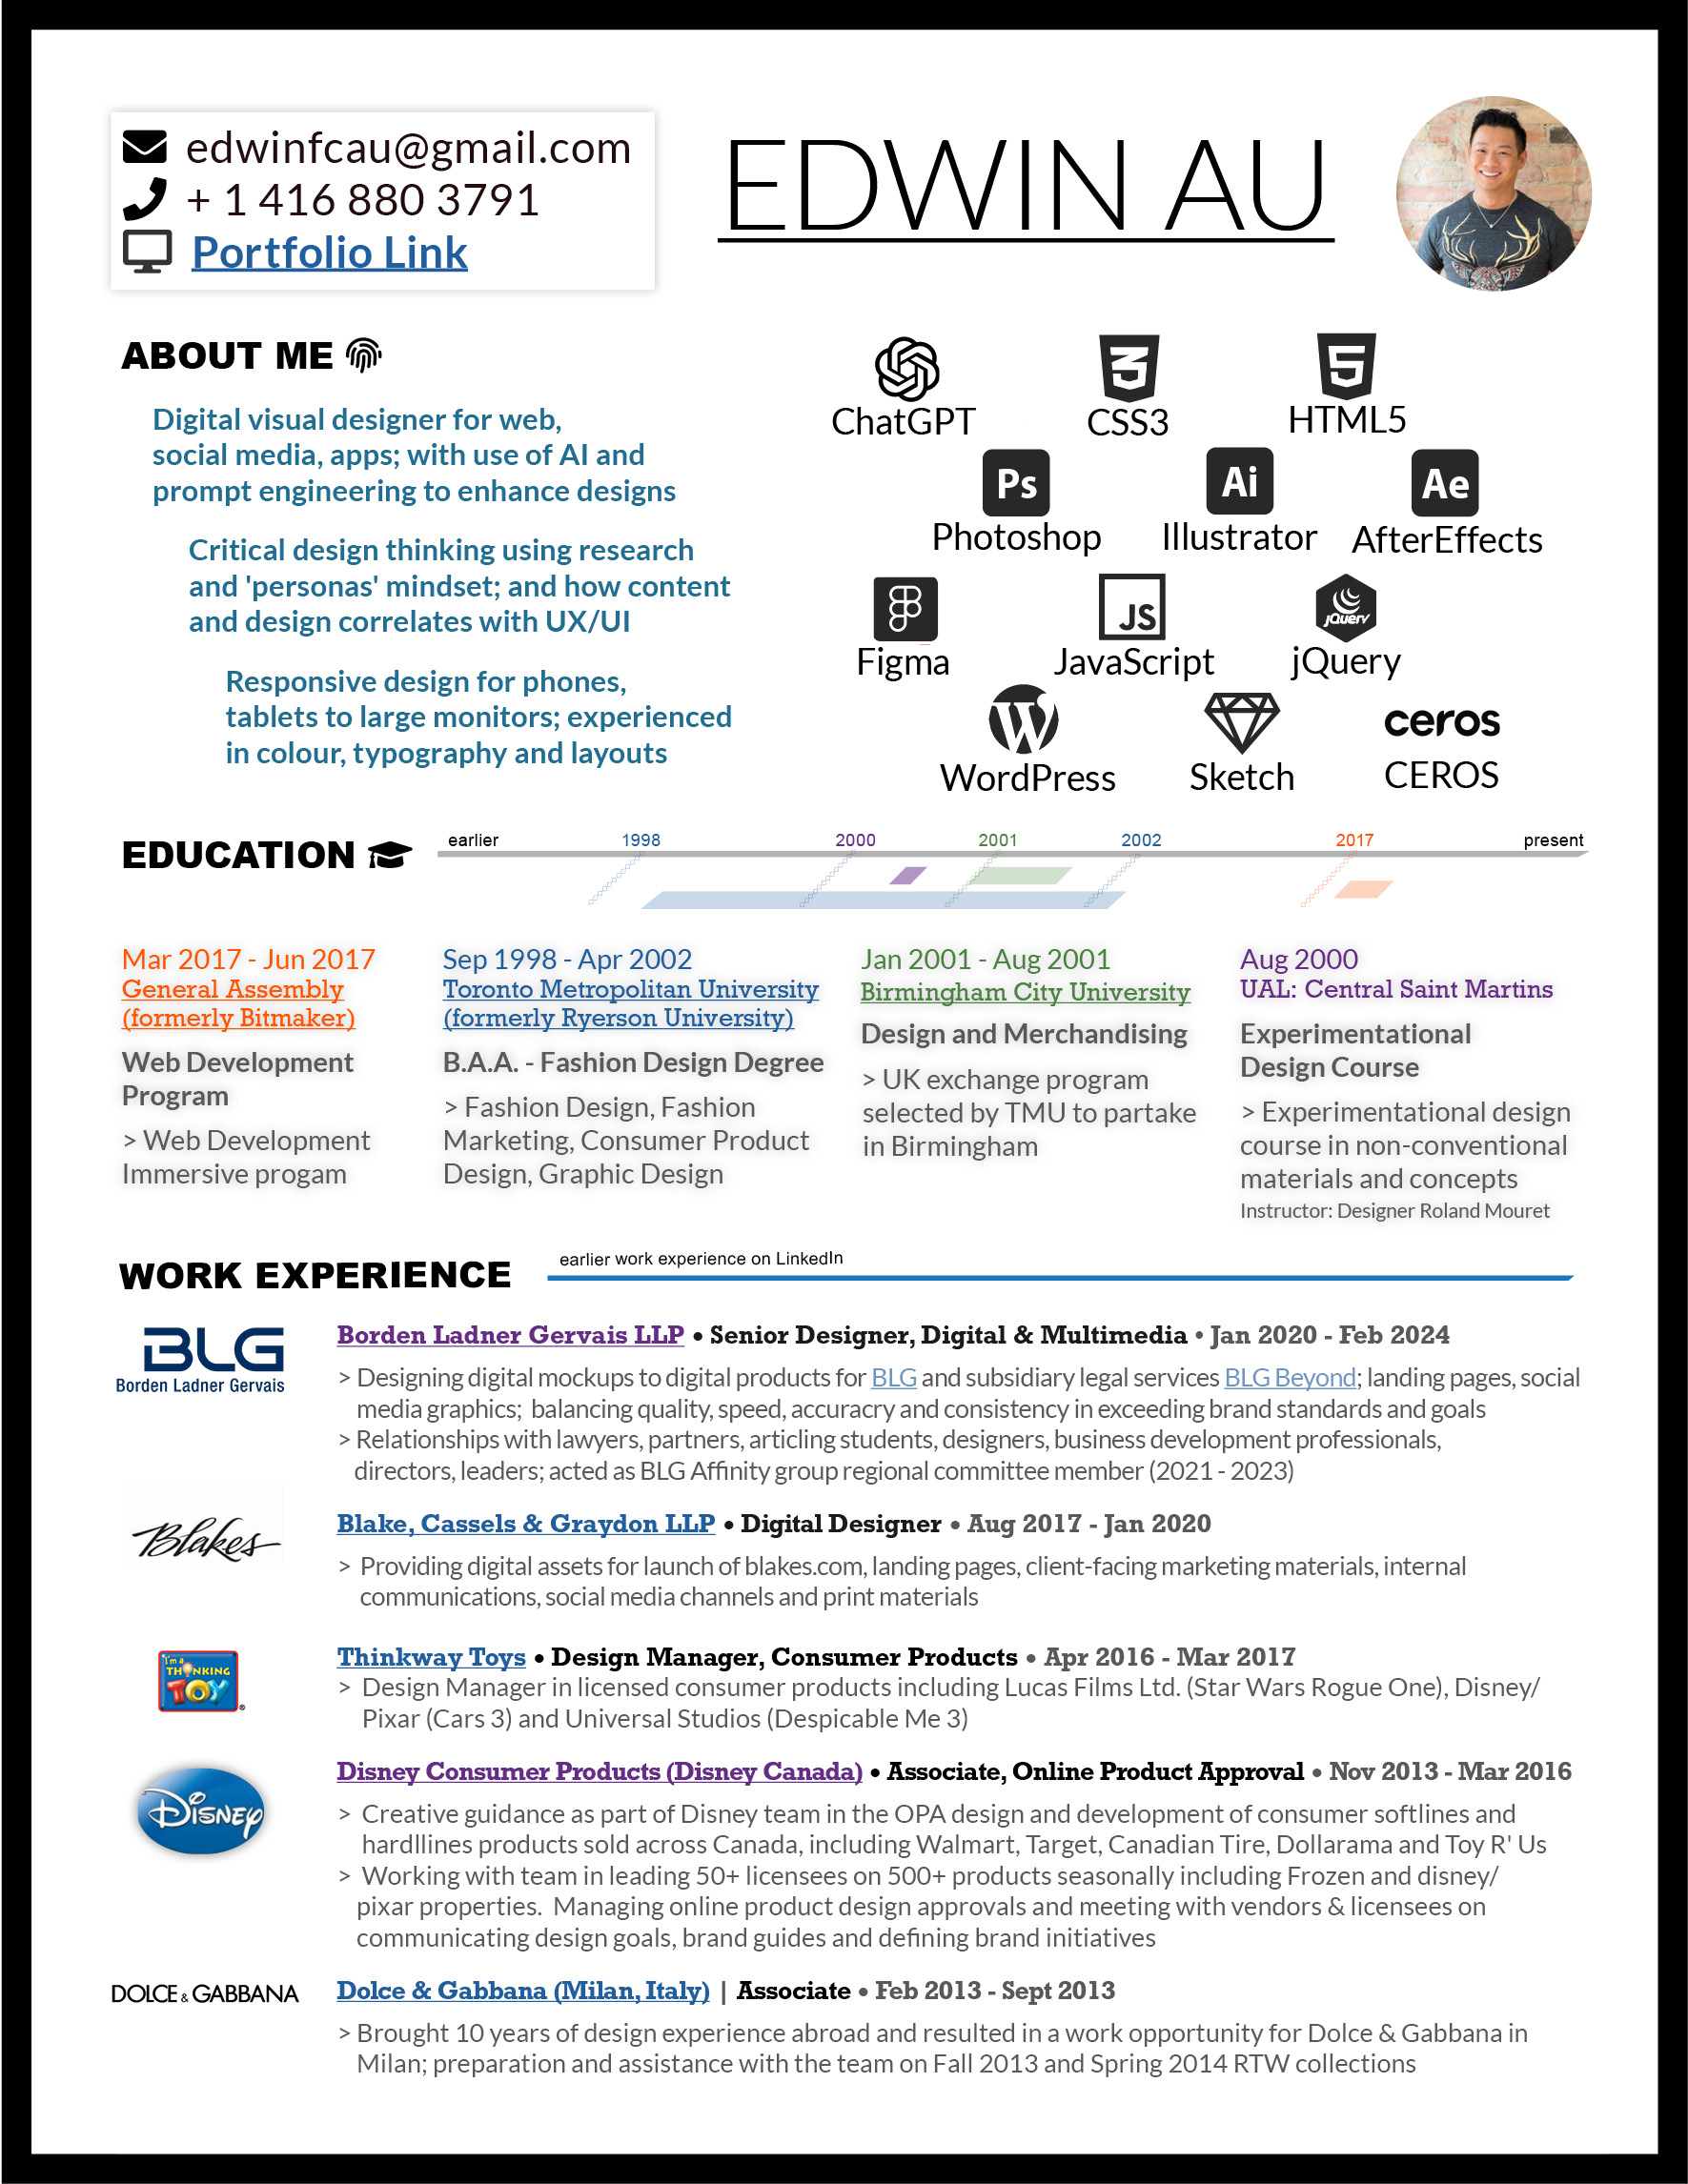 edwinfcau@gmail.com
+ 1 416 880 3791
Portfolio Link
EDWIN AU
ABOUT ME
Digital visual designer for web,
social media, apps; with use of AI and
prompt engineering to enhance designs
Critical design thinking using research
and 'personas' mindset; and how content
and design correlates with UX/UI
Responsive design for phones,
tablets to large monitors; experienced
in colour, typography and layouts
3
5
ChatGPT
CSS3
HTML5
Ps
Ai
Ae
Photoshop
Illustrator
AfterEffects
JS
jQuery
Figma
JavaScript
jQuery
W
ceros
WordPress
Sketch
CEROS
EDUCATION
earlier
1998
2000
2001
2002
2017
present
Mar 2017 - Jun 2017
General Assembly
(formerly Bitmaker)
Web Development
Program
> Web Development
Immersive progam
Sep 1998 - Apr 2002
Toronto Metropolitan University
(formerly Ryerson University)
B.A.A. - Fashion Design Degree
> Fashion Design, Fashion
Marketing, Consumer Product
Design, Graphic Design
Jan 2001 - Aug 2001
Birmingham City University
Design and Merchandising
> UK exchange program
selected by TMU to partake
in Birmingham
Aug 2000
UAL: Central Saint Martins
Experimentational
Design Course
> Experimentational design
course in non-conventional
materials and concepts
Instructor: Designer Roland Mouret
WORK EXPERIENCE
earlier work experience on LinkedIn
BLG
Borden Ladner Gervais
Borden Ladner Gervais LLP • Senior Designer, Digital & Multimedia • Jan 2020 - Feb 2024
> Designing digital mockups to digital products for BLG and subsidiary legal services BLG Beyond; landing pages, social
media graphics; balancing quality, speed, accuracry and consistency in exceeding brand standards and goals
> Relationships with lawyers, partners, articling students, designers, business development professionals,
directors, leaders; acted as BLG Affinity group regional committee member (2021 - 2023)
Blakes
Blake, Cassels & Graydon LLP • Digital Designer • Aug 2017 - Jan 2020
> Providing digital assets for launch of blakes.com, landing pages, client-facing marketing materials, internal
communications, social media channels and print materials
I'm a
THINKING
TOY
®
Thinkway Toys • Design Manager, Consumer Products • Apr 2016 - Mar 2017
> Design Manager in licensed consumer products including Lucas Films Ltd. (Star Wars Rogue One), Disney/
Pixar (Cars 3) and Universal Studios (Despicable Me 3)
Disney
Disney Consumer Products (Disney Canada) • Associate, Online Product Approval • Nov 2013 - Mar 2016
> Creative guidance as part of Disney team in the OPA design and development of consumer softlines and
hardllines products sold across Canada, including Walmart, Target, Canadian Tire, Dollarama and Toy R' Us
> Working with team in leading 50+ licensees on 500+ products seasonally including Frozen and disney/
pixar properties. Managing online product design approvals and meeting with vendors & licensees on
communicating design goals, brand guides and defining brand initiatives
DOLCE & GABBANA
Dolce & Gabbana (Milan, Italy) | Associate • Feb 2013 - Sept 2013
> Brought 10 years of design experience abroad and resulted in a work opportunity for Dolce & Gabbana in
Milan; preparation and assistance with the team on Fall 2013 and Spring 2014 RTW collections